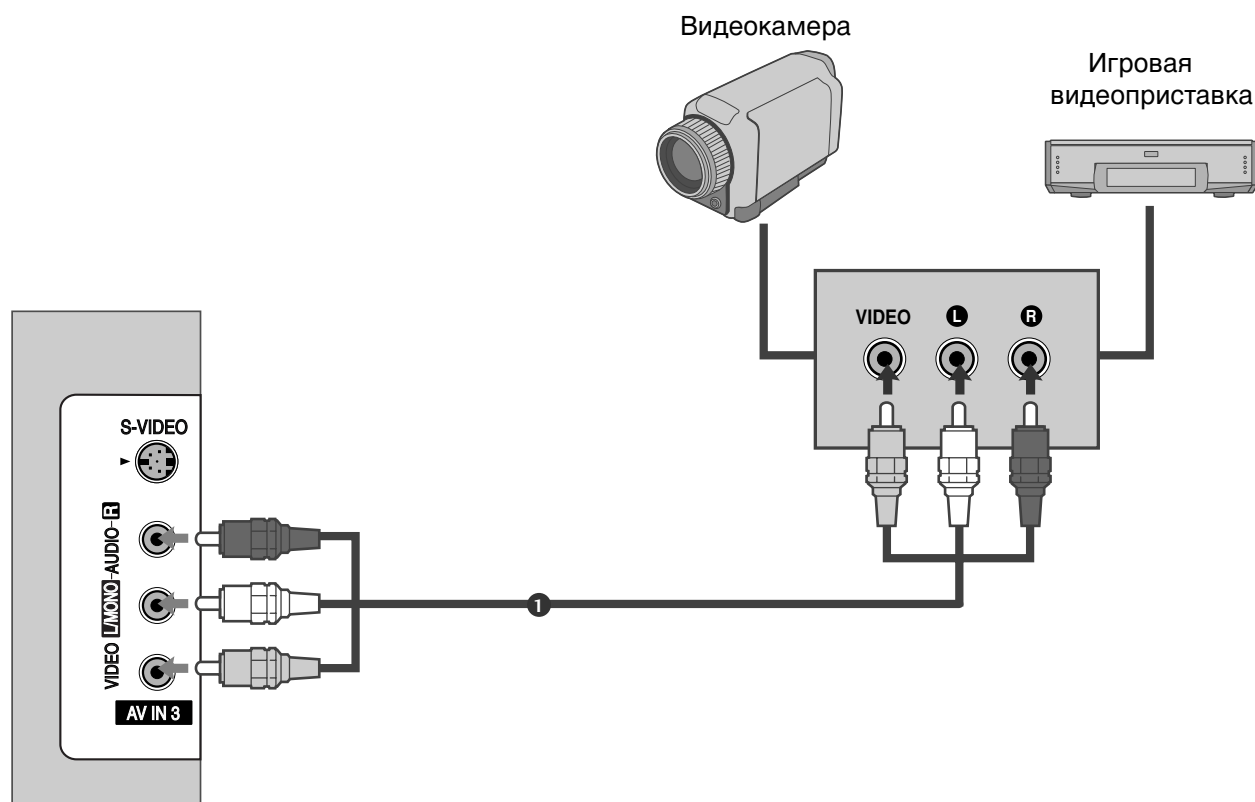 Видеокамера
Игровая
видеоприставка
VIDEO L R
S-VIDEO
VIDEO L/MONO-AUDIO-R
1
AV IN 3